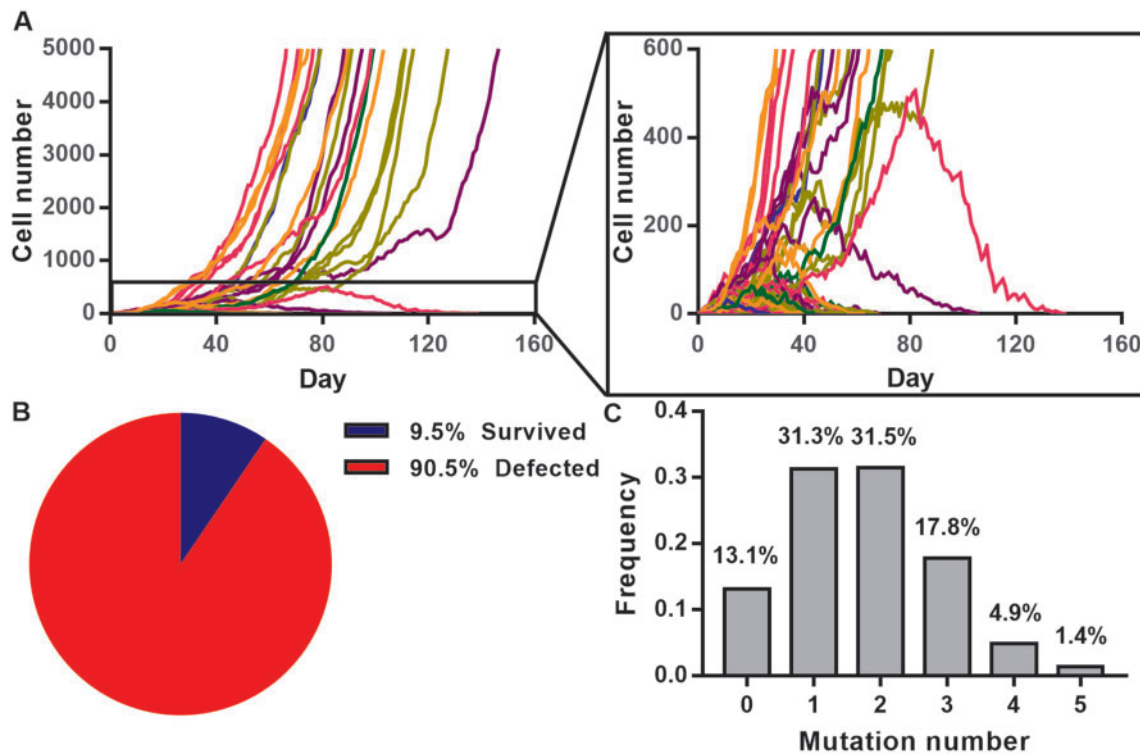 A
5000
4000
3000
2000
1000
0
Cell number
0 40 80 120 160
Day
600
400
200
0
Cell number
0 40 80 120 160
Day
B
9.5% Survived
90.5% Defected
C
0.4
0.3
0.2
0.1
0.0
Frequency
13.1% 31.3% 31.5% 17.8% 4.9% 1.4%
0 1 2 3 4 5
Mutation number